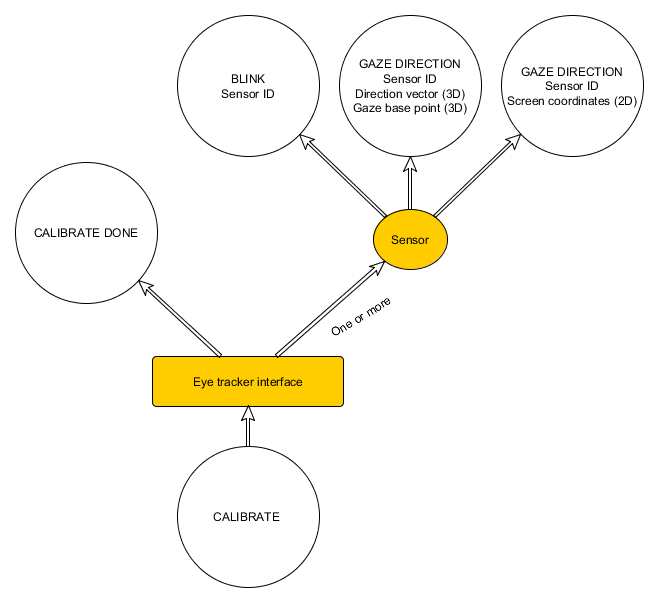 BLINK
Sensor ID
GAZE DIRECTION
Sensor ID
Direction vector (3D)
Gaze base point (3D)
GAZE DIRECTION
Sensor ID
Screen coordinates (2D)
CALIBRATE DONE
Sensor
One or more
Eye tracker interface
CALIBRATE